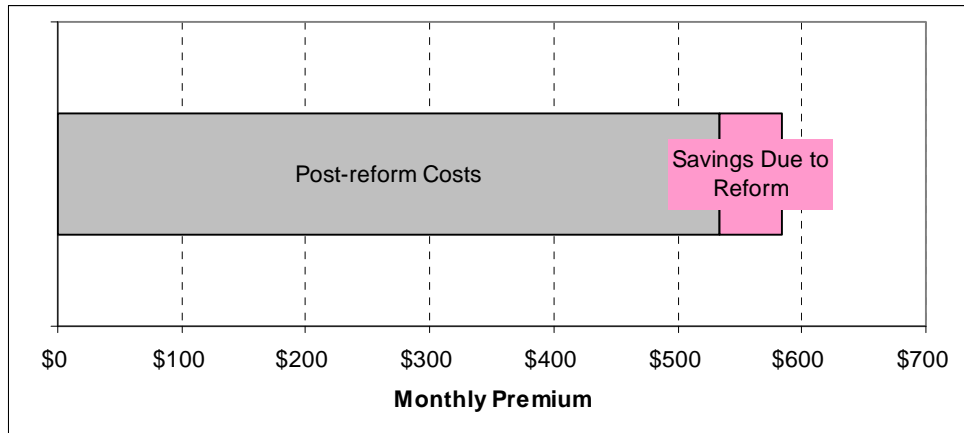 Post-reform Costs
Savings Due to
Reform
$0 $100 $200 $300 $400 $500 $600 $700
Monthly Premium